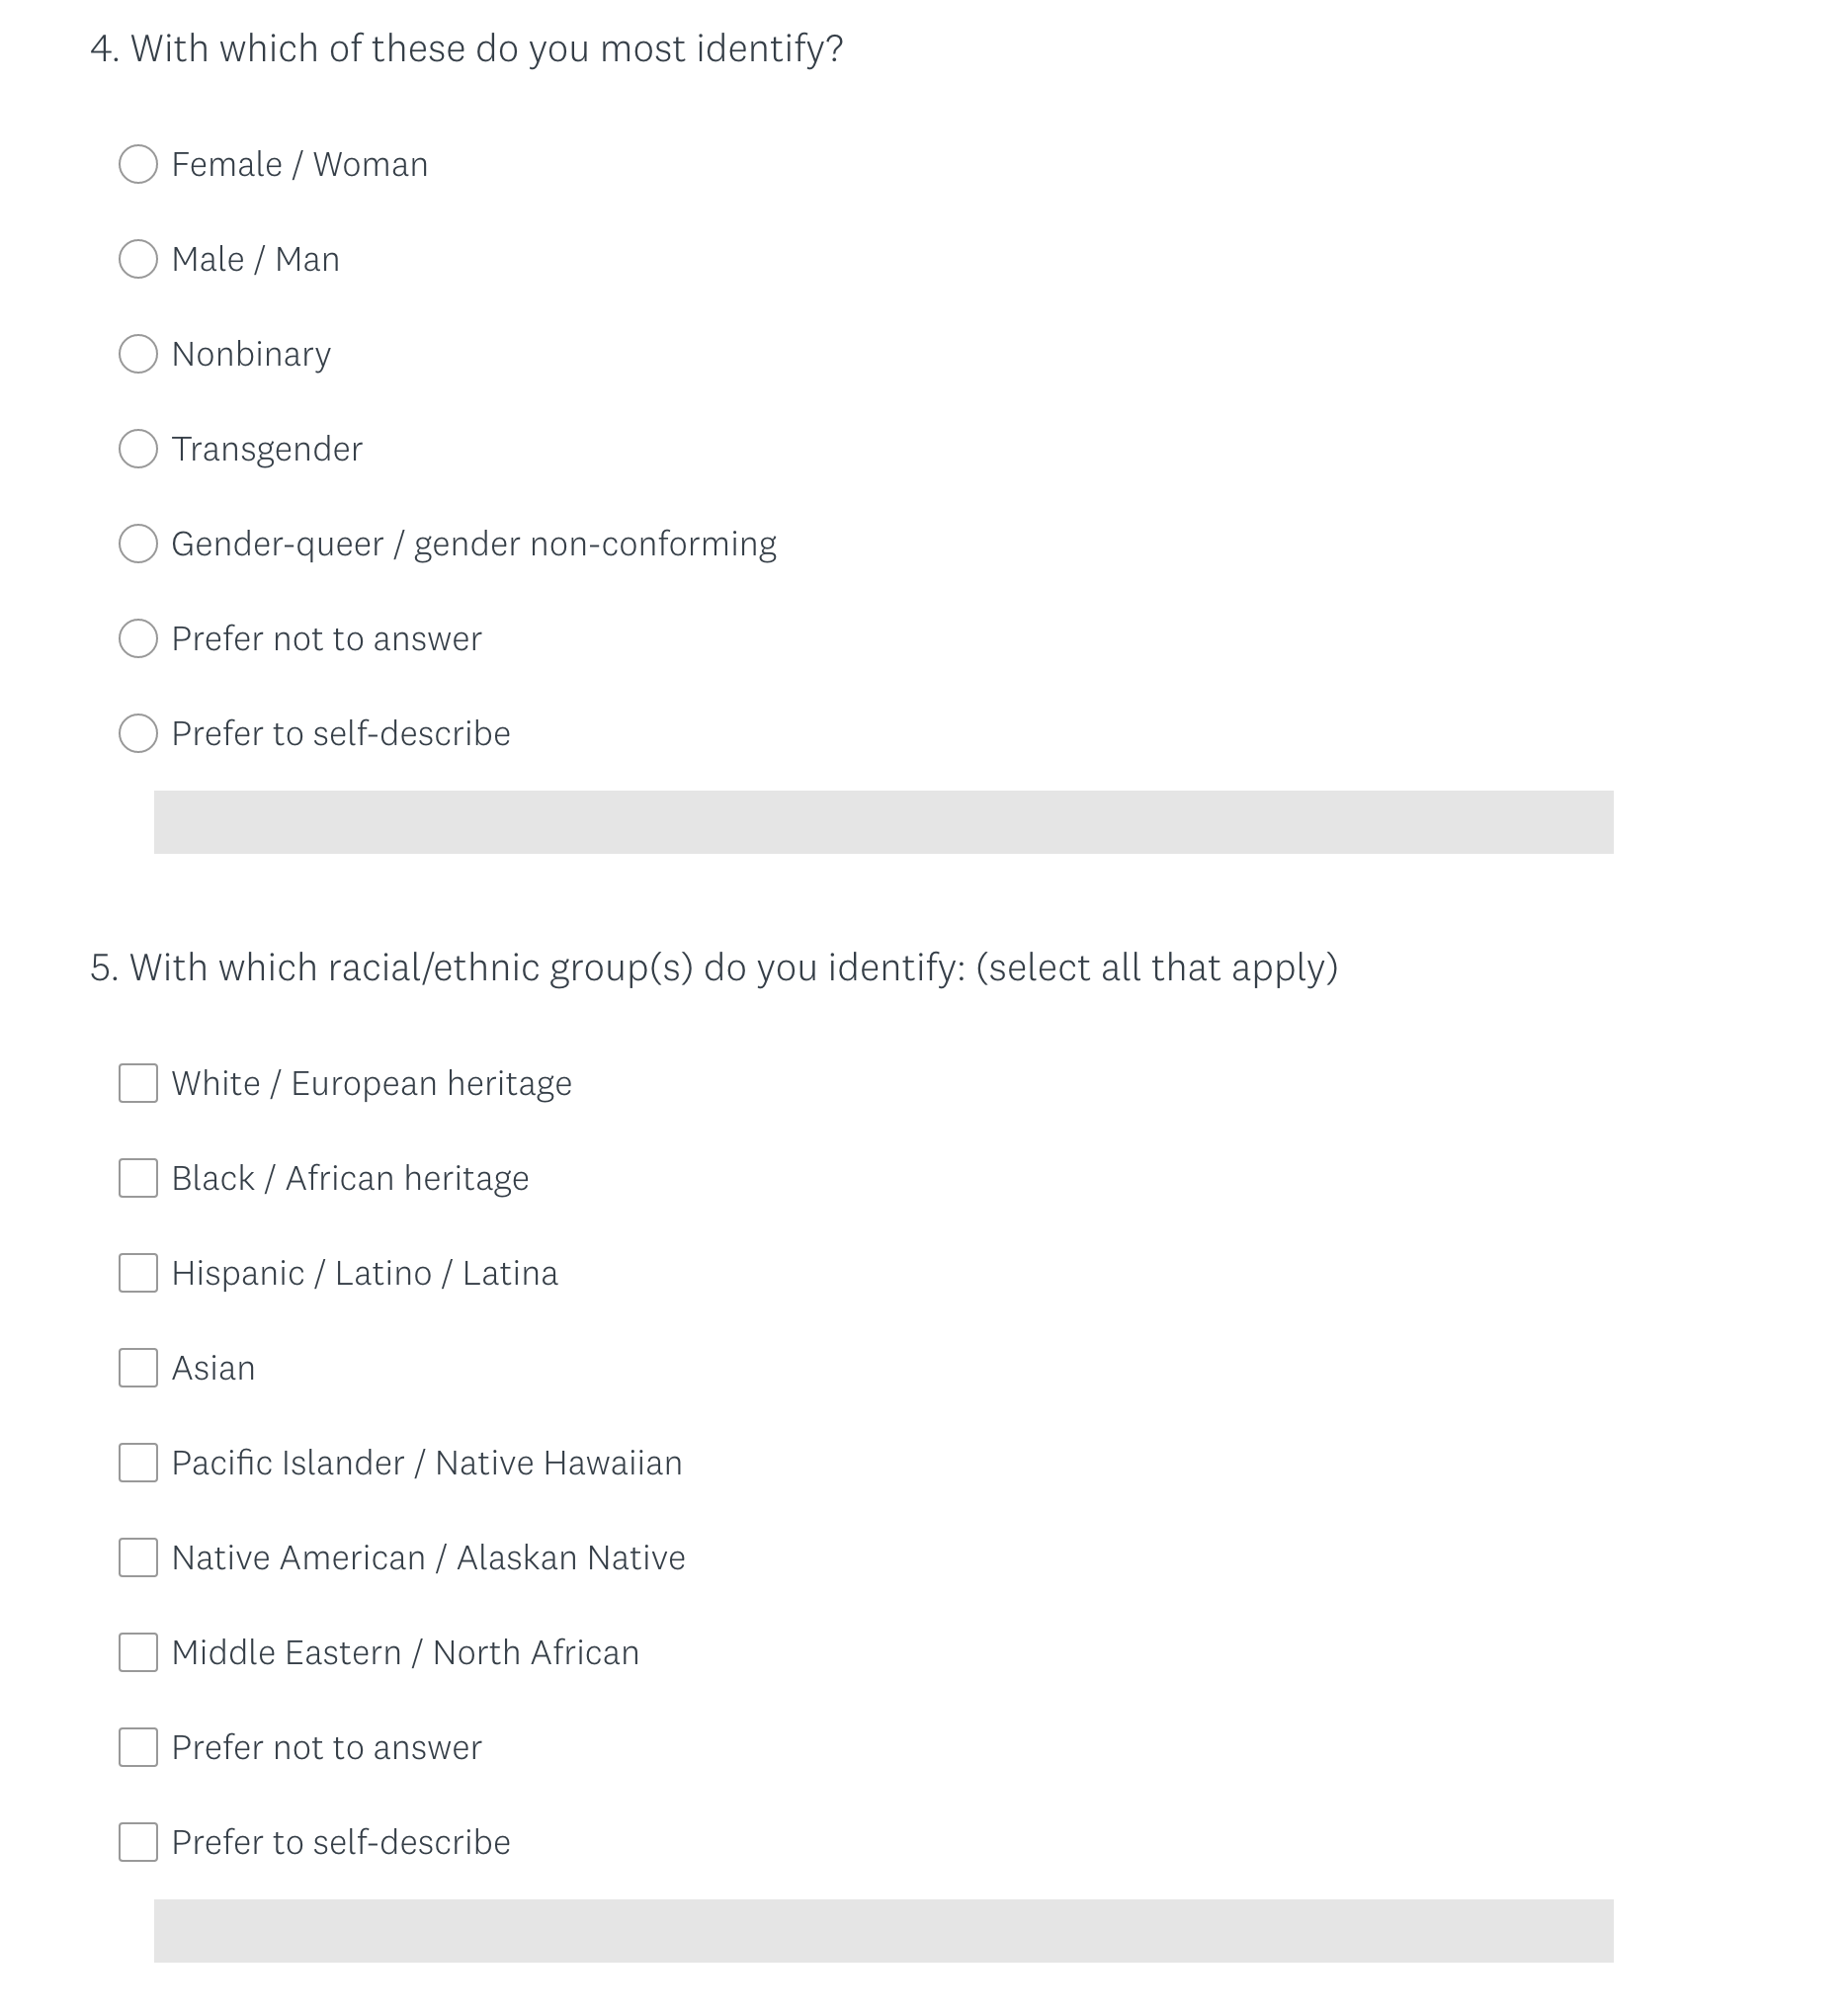 4. With which of these do you most identify?
Female / Woman
Male / Man
Nonbinary
Transgender
Gender-queer / gender non-conforming
Prefer not to answer
Prefer to self-describe
5. With which racial/ethnic group(s) do you identify: (select all that apply)
White / European heritage
Black / African heritage
Hispanic / Latino / Latina
Asian
Pacific Islander / Native Hawaiian
Native American / Alaskan Native
Middle Eastern / North African
Prefer not to answer
Prefer to self-describe